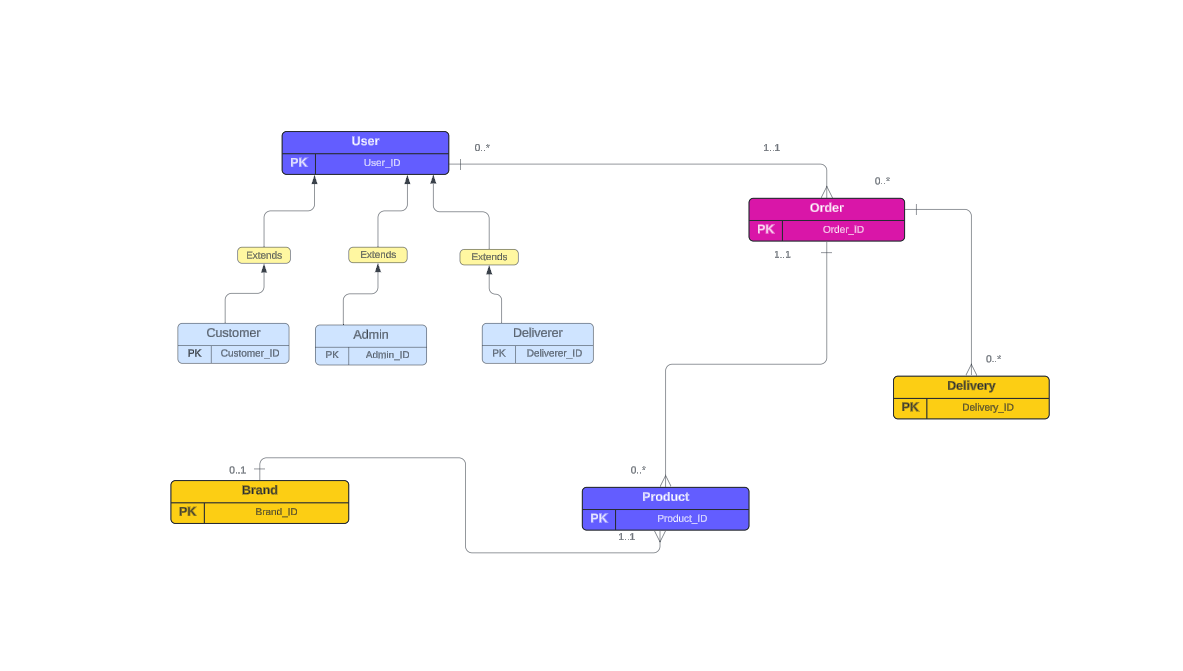 User
PK User_ID
0..*
1..1
0..*
Order
PK Order_ID
1..1
Extends
Extends
Extends
Customer
PK Customer_ID
Admin
PK Admin_ID
Deliverer
PK Deliverer_ID
0..*
Delivery
PK Delivery_ID
0..1
Brand
PK Brand_ID
0..*
Product
PK Product_ID
1..1